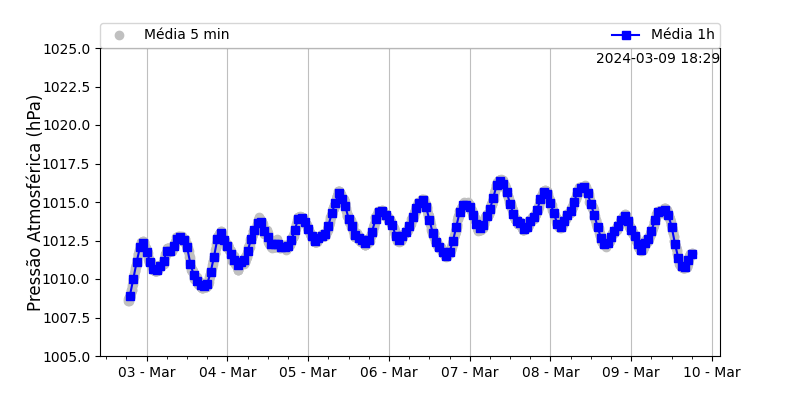 Média 5 min
Média 1h
2024-03-09 18:29
Pressão Atmosférica (hPa)
1025.0
1022.5
1020.0
1017.5
1015.0
1012.5
1010.0
1007.5
1005.0
03 - Mar
04 - Mar
05 - Mar
06 - Mar
07 - Mar
08 - Mar
09 - Mar
10 - Mar